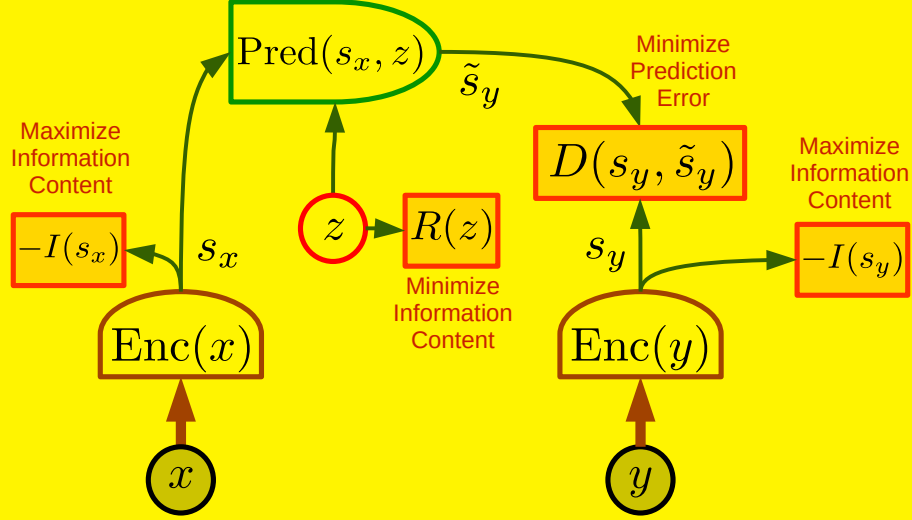 Pred(s_x, z)
s̃_y
Minimize
Prediction
Error
Maximize
Information
Content
D(s_y, s̃_y)
Maximize
Information
Content
−I(s_x)
s_x
z
R(z)
s_y
−I(s_y)
Minimize
Information
Content
Enc(x)
Enc(y)
x
y